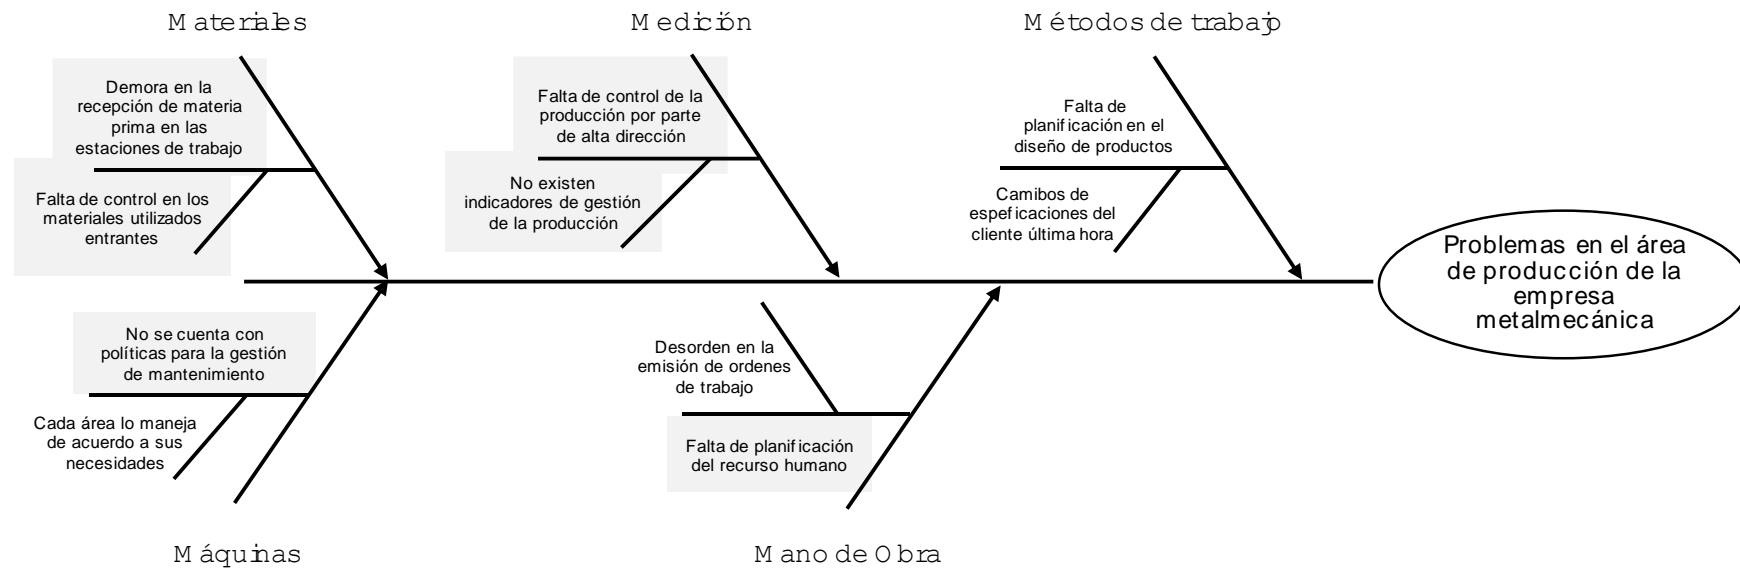 Materiales
Medición
Métodos de trabajo
Demora en la
recepción de materia
prima en las
estaciones de trabajo
Falta de control en los
materiales utilizados
entrantes
Falta de control de la
producción por parte
de alta dirección
No existen
indicadores de gestión
de la producción
Falta de
planificación en el
diseño de productos
Camibos de
espeficaciones del
cliente última hora
Problemas en el área
de producción de la
empresa
metalmecánica
No se cuenta con
políticas para la gestión
de mantenimiento
Cada área lo maneja
de acuerdo a sus
necesidades
Desorden en la
emisión de ordenes
de trabajo
Falta de planificación
del recurso humano
Máquinas
Mano de Obra